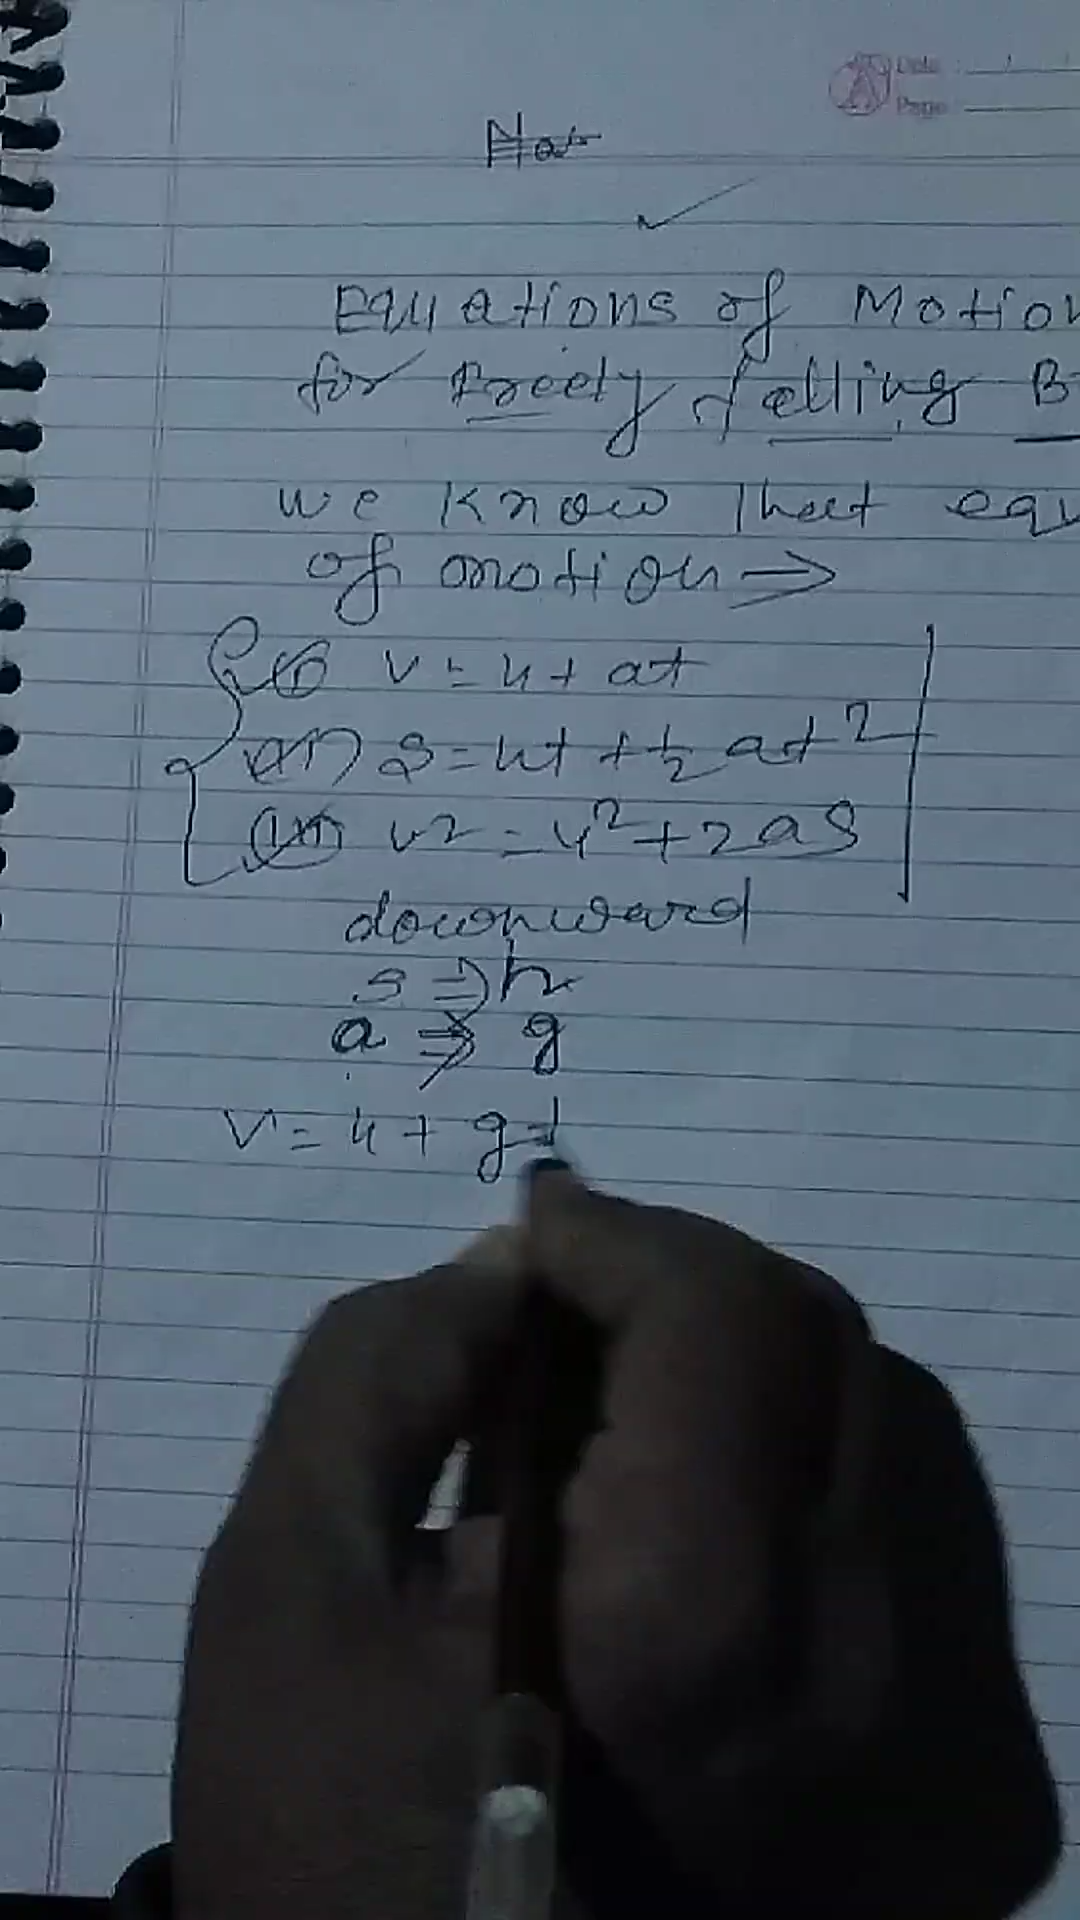 Date
Page
Equations of Motion
for Freely falling B
we know that equ
of motion ⇒
(i) v = u + at
(ii) S = ut + 1/2 at²
(iii) v2 = u² + 2aS
downward
s ⇒ h
a ⇒ g
v = u + gt